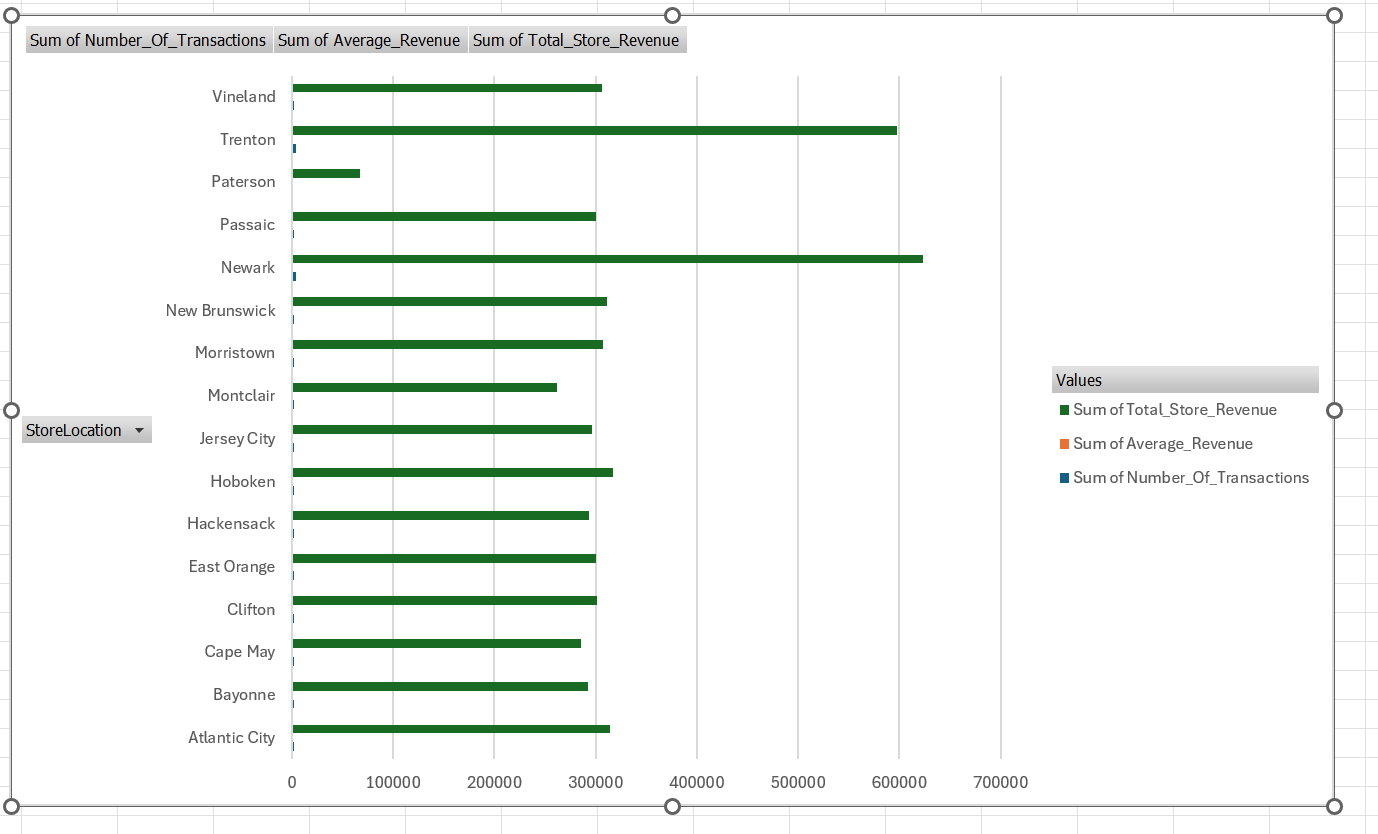 Sum of Number_Of_Transactions Sum of Average_Revenue Sum of Total_Store_Revenue
Vineland
Trenton
Paterson
Passaic
Newark
New Brunswick
Morristown
Montclair
Jersey City
Hoboken
Hackensack
East Orange
Clifton
Cape May
Bayonne
Atlantic City
StoreLocation
0 100000 200000 300000 400000 500000 600000 700000
Values
Sum of Total_Store_Revenue
Sum of Average_Revenue
Sum of Number_Of_Transactions